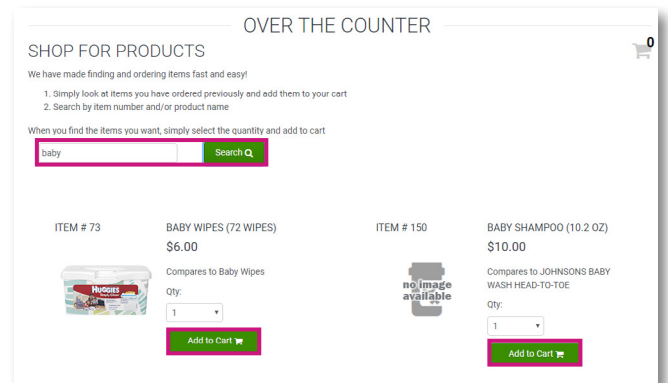 OVER THE COUNTER
0
SHOP FOR PRODUCTS
We have made finding and ordering items fast and easy!
1. Simply look at items you have ordered previously and add them to your cart
2. Search by item number and/or product name
When you find the items you want, simply select the quantity and add to cart
baby
Search
ITEM # 73
BABY WIPES (72 WIPES)
$6.00
HUGGIES
Compares to Baby Wipes
Qty:
1
Add to Cart
ITEM # 150
no image
available
BABY SHAMPOO (10.2 OZ)
$10.00
Compares to JOHNSONS BABY
WASH HEAD-TO-TOE
Qty:
1
Add to Cart